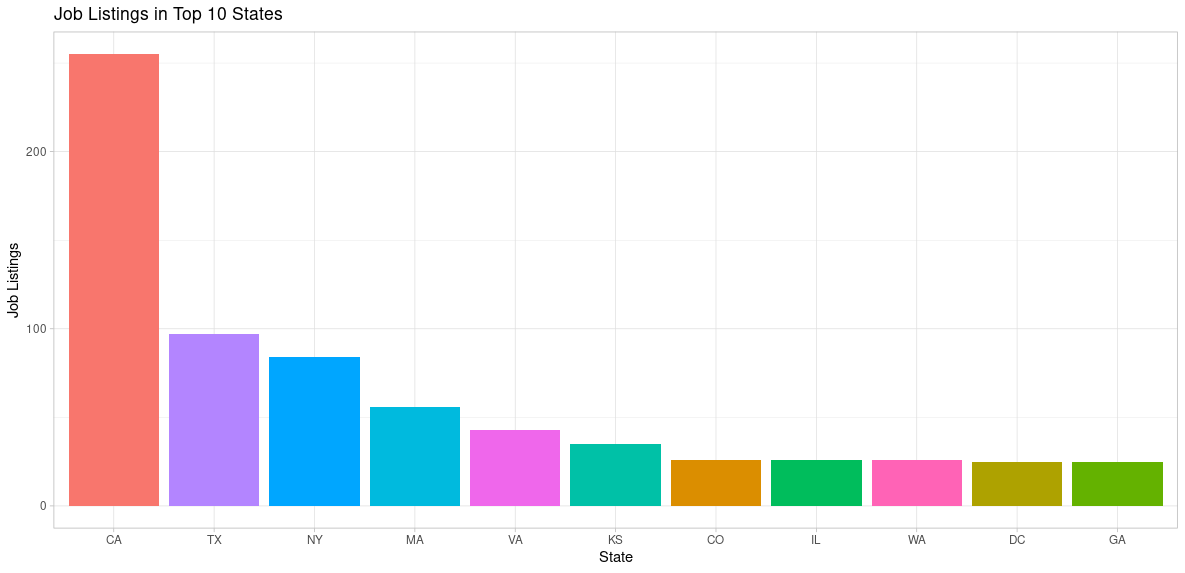 Job Listings in Top 10 States
Job Listings
200
100
0
CA TX NY MA VA KS CO IL WA DC GA
State